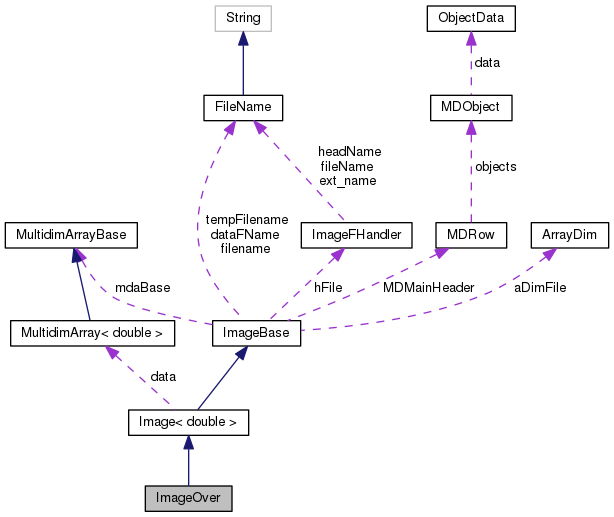 String
ObjectData
data
FileName
MDObject
headName
fileName
ext_name
objects
tempFilename
dataFName
filename
MultidimArrayBase
ImageFHandler
MDRow
ArrayDim
mdaBase
hFile
MDMainHeader
aDimFile
MultidimArray< double >
ImageBase
data
Image< double >
ImageOver